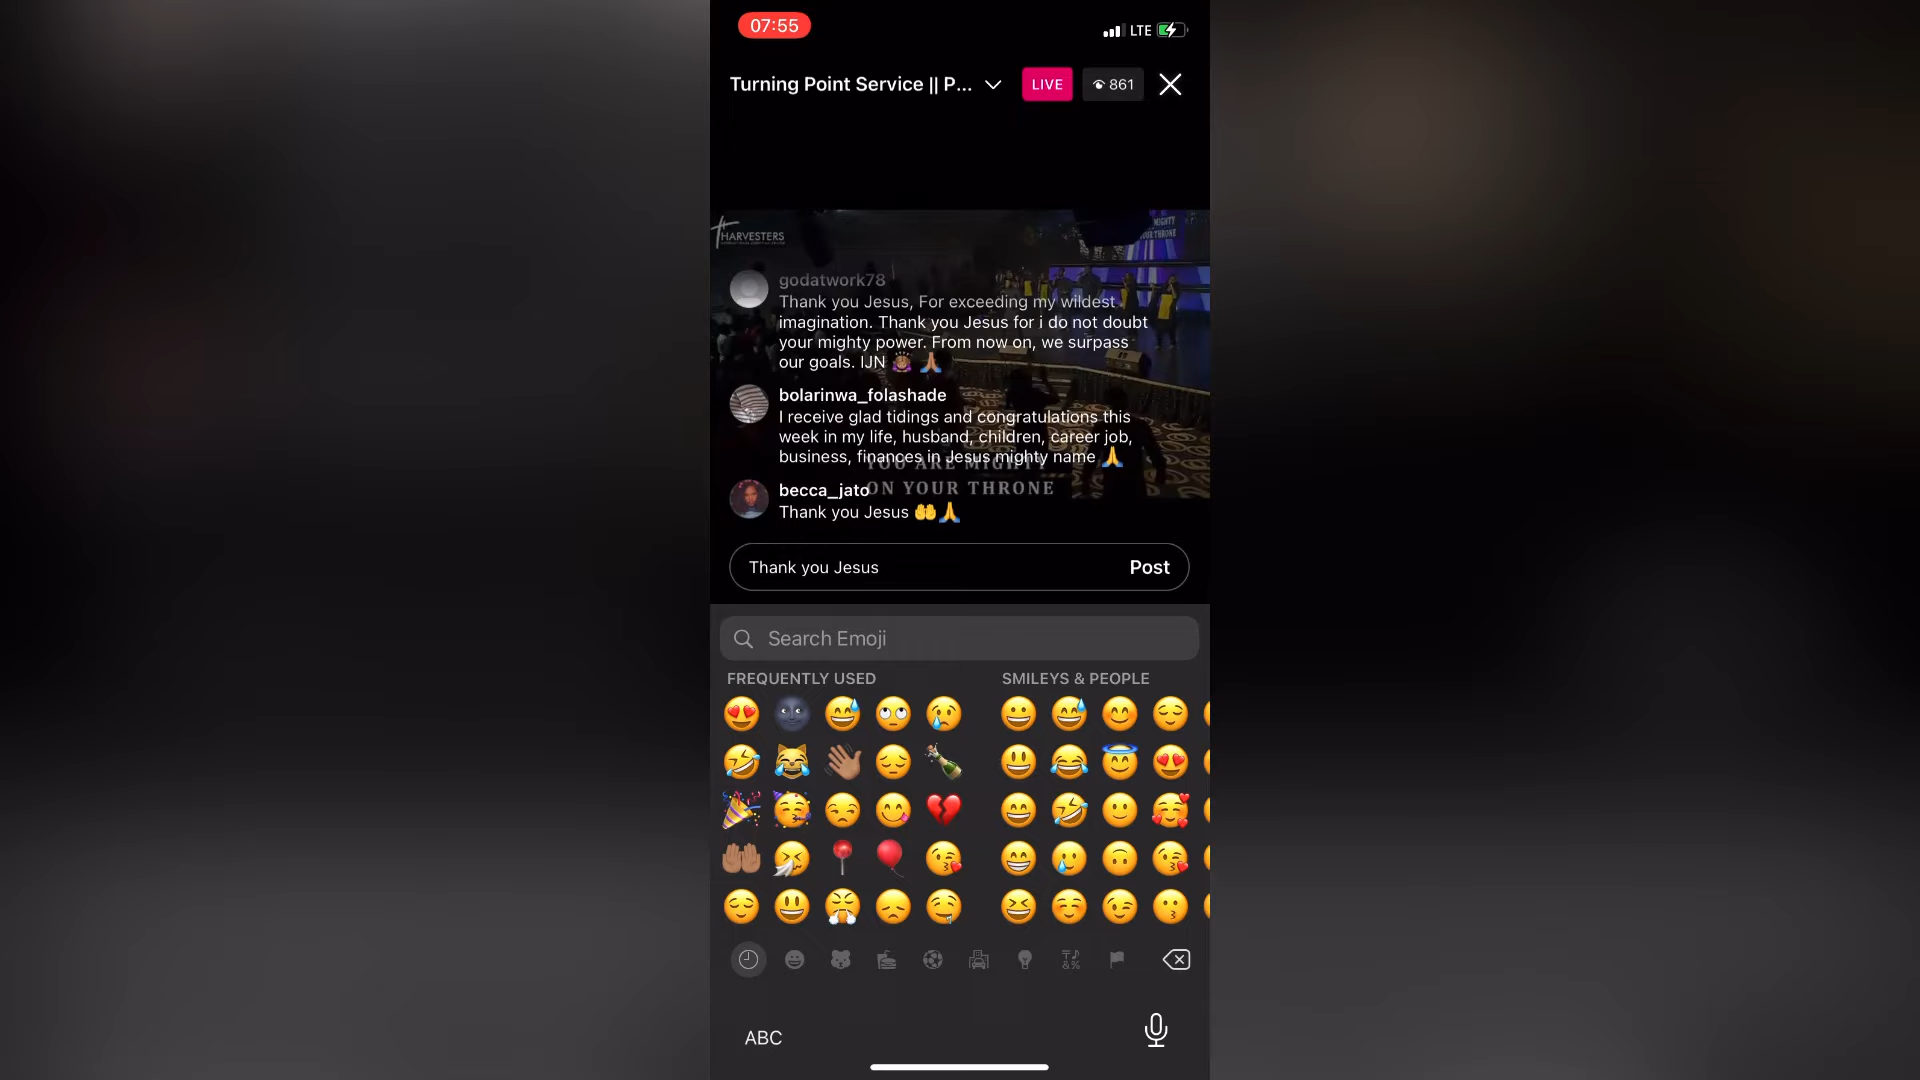 07:55
LTE
Turning Point Service || P...
LIVE
861
HARVESTERS
MIGHTY
YOUR THRONE
godatwork78
Thank you Jesus, For exceeding my wildest
imagination. Thank you Jesus for i do not doubt
your mighty power. From now on, we surpass
our goals. IJN 🙇🏼‍♀️ 🙏🏼
bolarinwa_folashade
I receive glad tidings and congratulations this
week in my life, husband, children, career job,
business, finances in Jesus mighty name 🙏
YOU ARE MIGHTY
becca_jato
ON YOUR THRONE
Thank you Jesus 🤲🙏
Thank you Jesus
Post
Search Emoji
FREQUENTLY USED
SMILEYS & PEOPLE
ABC